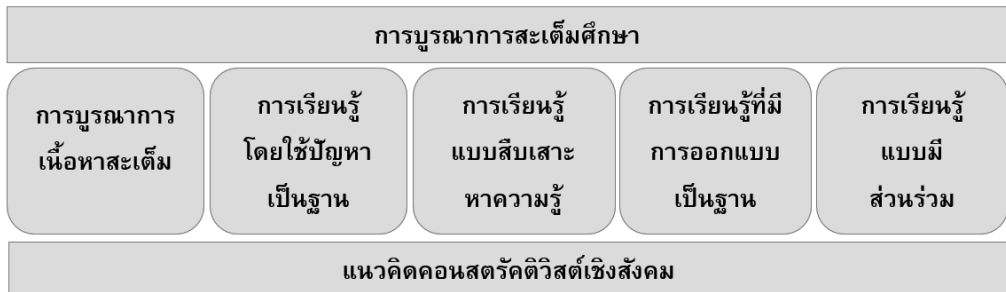 การบูรณาการสะเต็มศึกษา
การบูรณาการ
เนื้อหาสะเต็ม
การเรียนรู้
โดยใช้ปัญหา
เป็นฐาน
การเรียนรู้
แบบสืบเสาะ
หาความรู้
การเรียนรู้ที่มี
การออกแบบ
เป็นฐาน
การเรียนรู้
แบบมี
ส่วนร่วม
แนวคิดคอนสตรัคติวิสต์เชิงสังคม